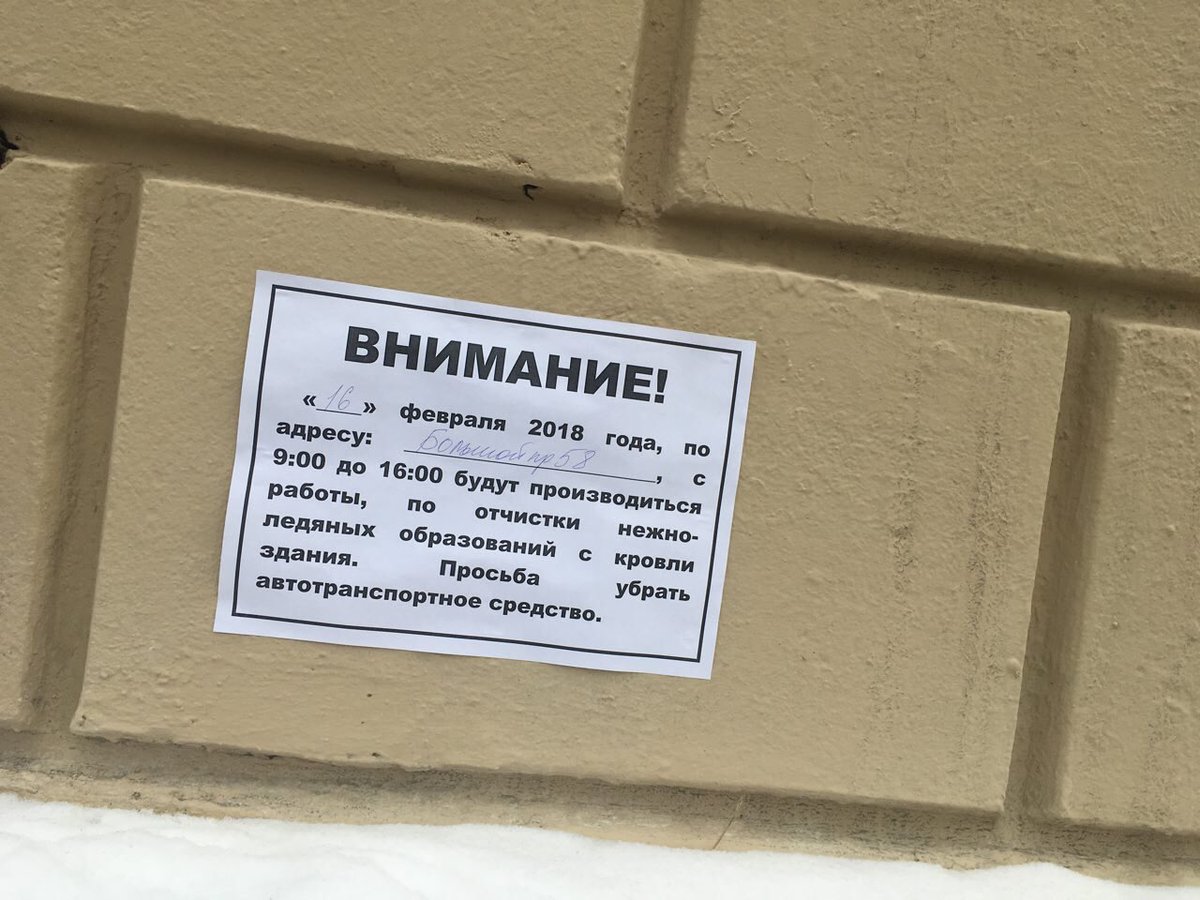 ВНИМАНИЕ!
«16» февраля 2018 года, по
адресу: Большой пр 58, с
9:00 до 16:00 будут производиться
работы, по отчистки нежно-
ледяных образований с кровли
здания. Просьба убрать
автотранспортное средство.